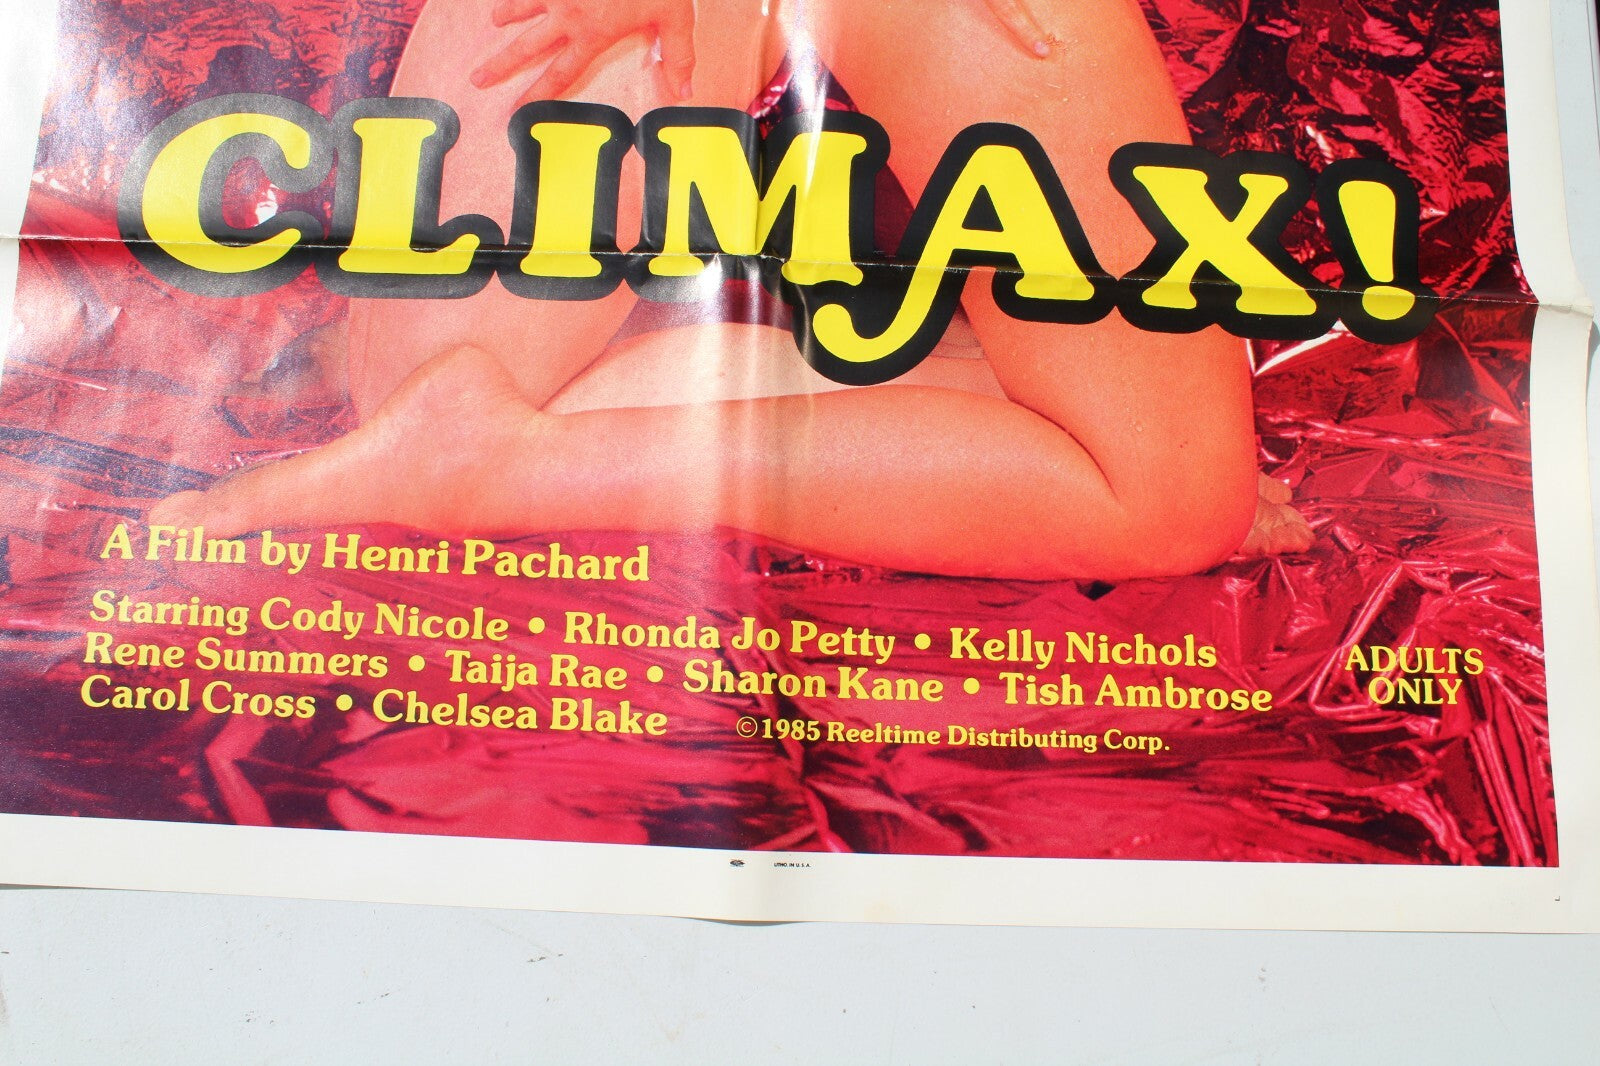 CLIMAX!
A Film by Henri Pachard
Starring Cody Nicole • Rhonda Jo Petty • Kelly Nichols
Rene Summers • Taija Rae • Sharon Kane • Tish Ambrose
Carol Cross • Chelsea Blake
©1985 Reeltime Distributing Corp.
ADULTS
ONLY
LITHO. IN U. S. A.